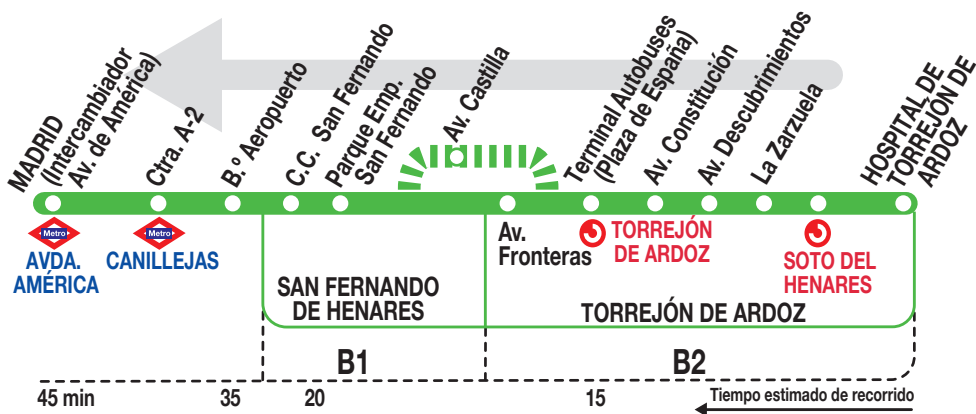 MADRID
(Intercambiador
Av. de América)
Ctra. A-2
B.º Aeropuerto
C.C. San Fernando
Parque Emp.
San Fernando
Av. Castilla
Terminal Autobuses
(Plaza de España)
Av. Constitución
Av. Descubrimientos
La Zarzuela
HOSPITAL DE
TORREJÓN DE
ARDOZ
Metro
AVDA.
AMÉRICA
Metro
CANILLEJAS
Av.
Fronteras
TORREJÓN
DE ARDOZ
SOTO DEL
HENARES
SAN FERNANDO
DE HENARES
TORREJÓN DE ARDOZ
B1
B2
45 min
35
20
15
Tiempo estimado de recorrido